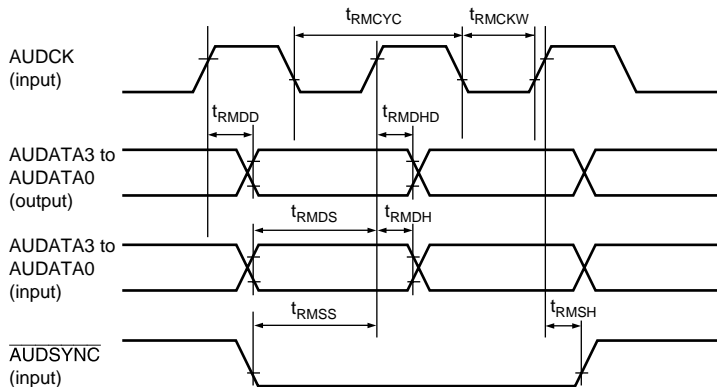 tRMCYC
tRMCKW
AUDCK
(input)
tRMDD
tRMDHD
AUDATA3 to
AUDATA0
(output)
tRMDS
tRMDH
AUDATA3 to
AUDATA0
(input)
tRMSS
tRMSH
AUDSYNC
(input)